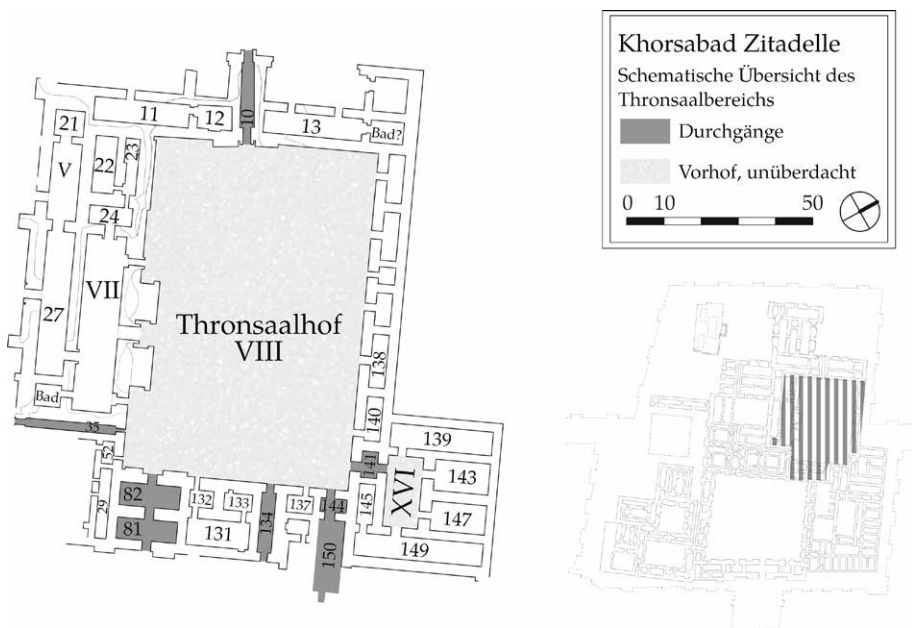 Khorsabad Zitadelle
Schematische Übersicht des
Thronsaalbereichs
Durchgänge
Vorhof, unüberdacht
0 10 50
10
11 12 13
Bad?
21
V 22 23
24
VII
27
Thronsaalhof
VIII
138
Bad
35
140
52
139
141
XVI
143
29
82
132
133
137
144
145
147
81
131
134
150
149